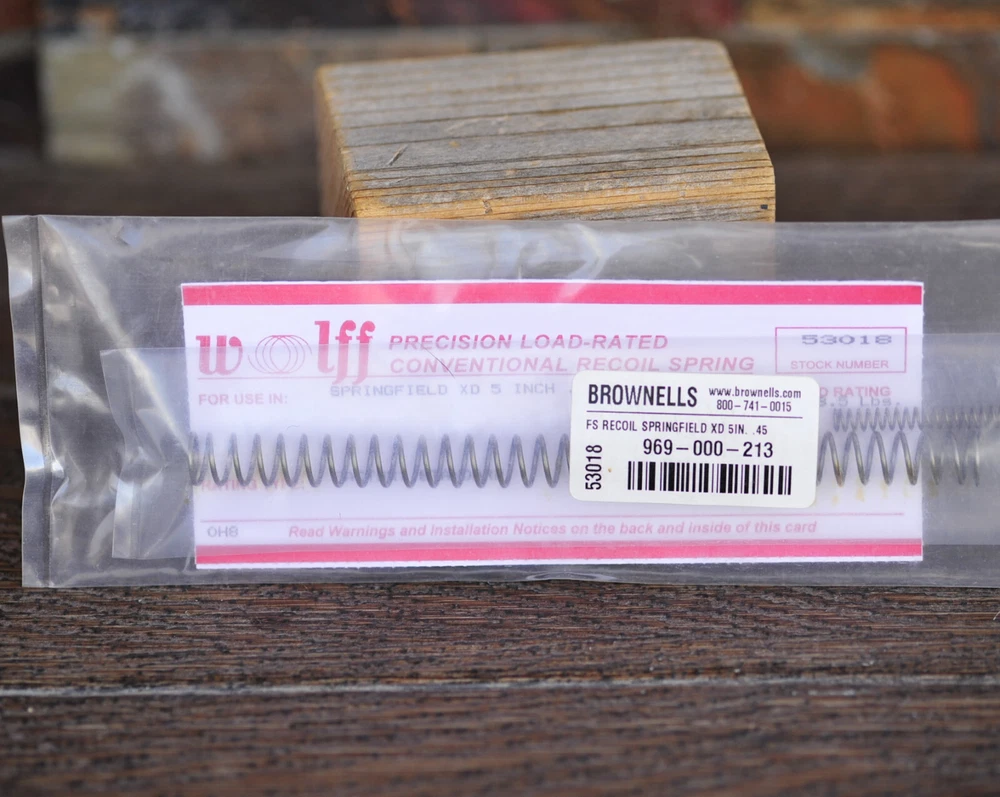 wolff
PRECISION LOAD-RATED
CONVENTIONAL RECOIL SPRING
53018
STOCK NUMBER
FOR USE IN:
SPRINGFIELD XD 5 INCH
RATING
Lbs.
BROWNELLS
www.brownells.com
800-741-0015
FS RECOIL SPRINGFIELD XD 5IN. .45
969-000-213
53018
OH8
Read Warnings and Installation Notices on the back and inside of this card